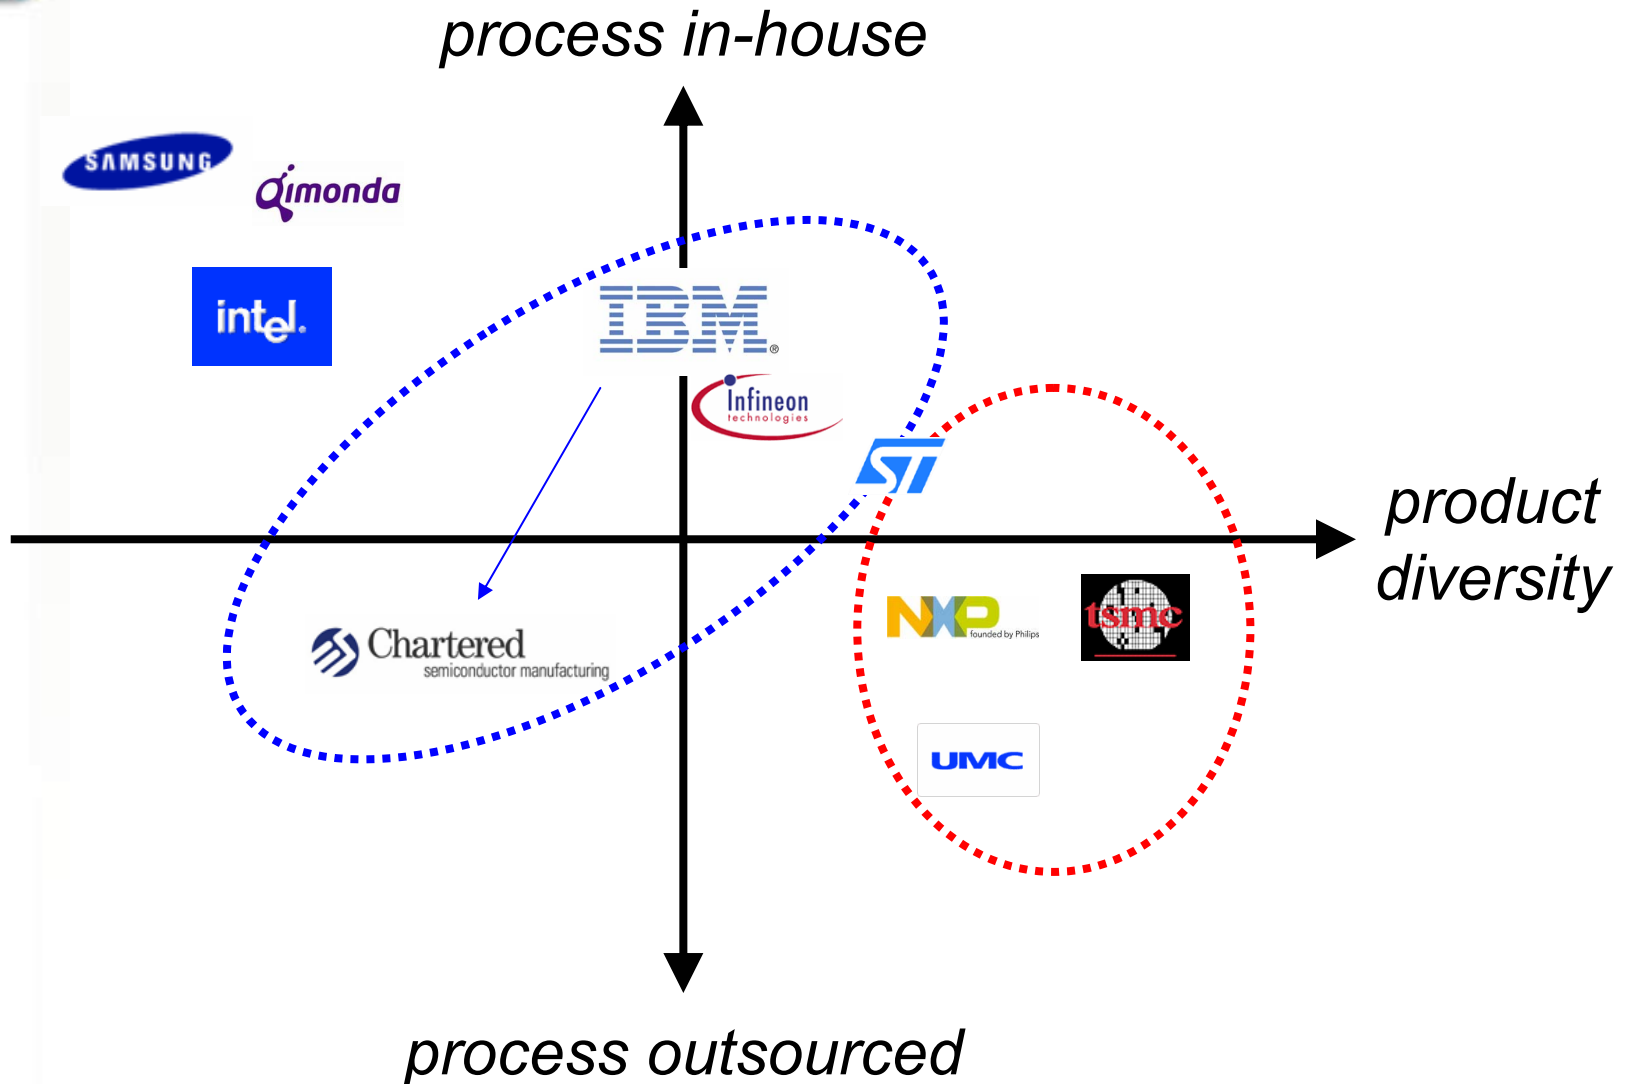 process in-house
SAMSUNG
Qimonda
intel.
IBM®
Infineon
technologies
ST
product
diversity
NXP
founded by Philips
tsmc
Chartered
semiconductor manufacturing
UMC
process outsourced